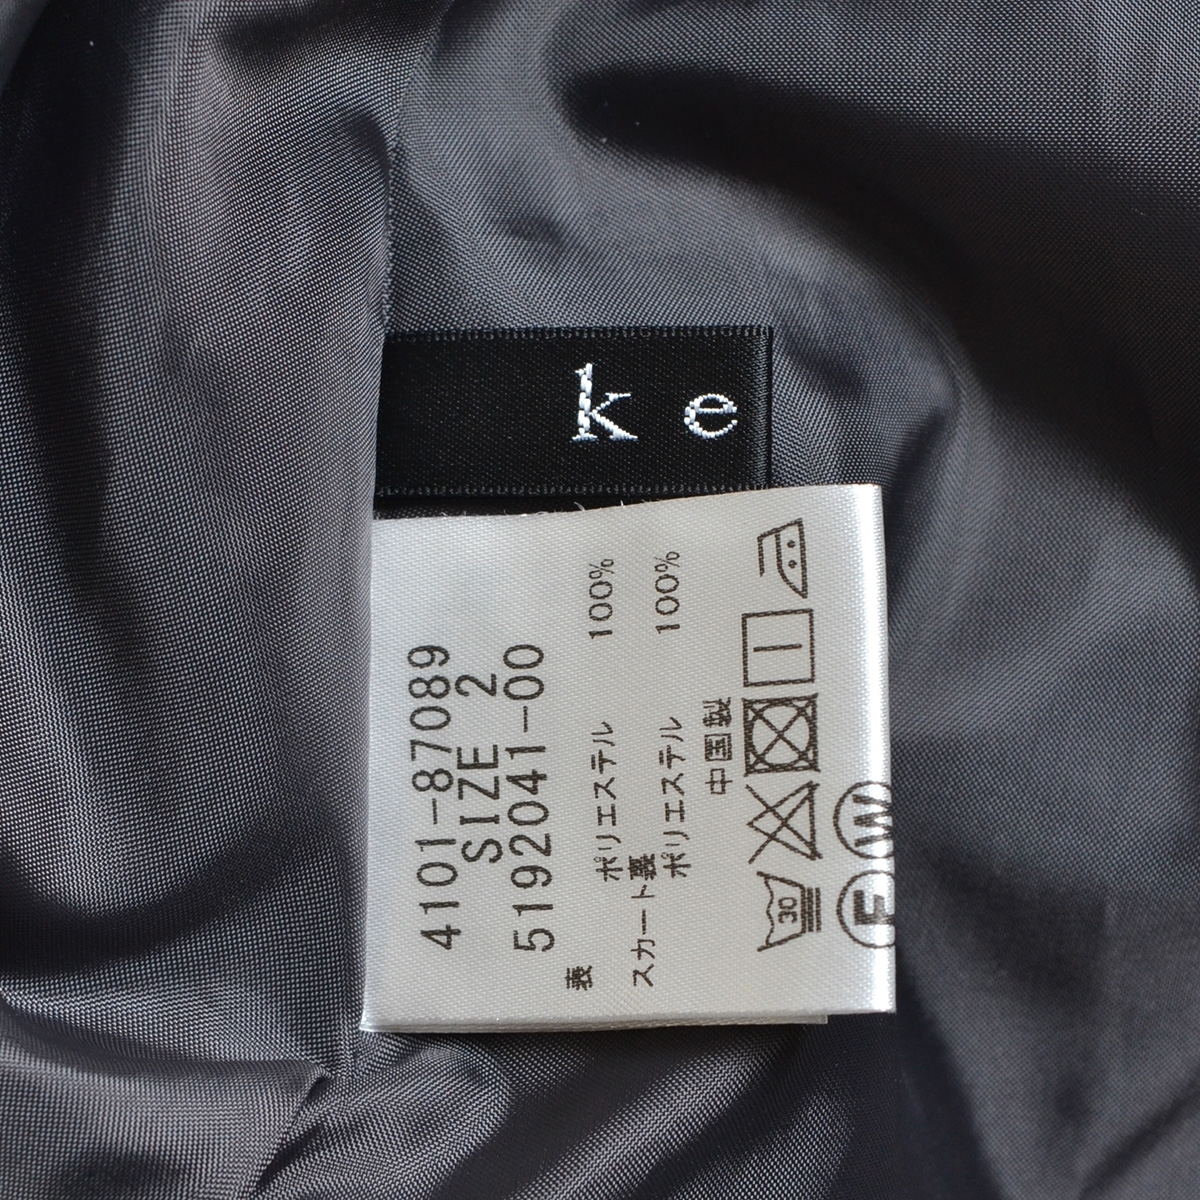 k e
4101-87089
SIZE 2
5192041-00
表
ポリエステル 100%
スカート裏
ポリエステル 100%
中国製
30
F W